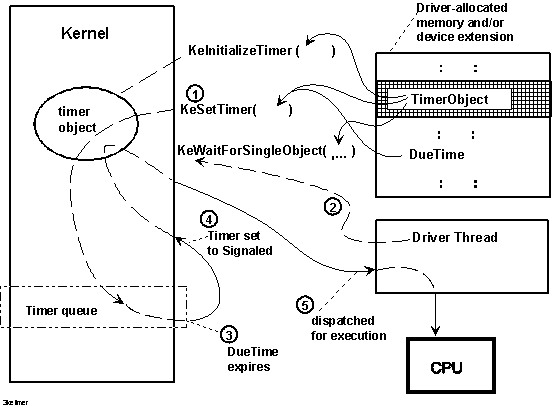 Kernel
Driver-allocated
memory and/or
device extension
KeInitializeTimer (        )
: :
1
timer
object
KeSetTimer(        )
TimerObject
: :
KeWaitForSingleObject( ,... )
DueTime
: :
2
4
Timer set
to Signaled
Driver Thread
Timer queue
3
DueTime
expires
5
dispatched
for execution
CPU